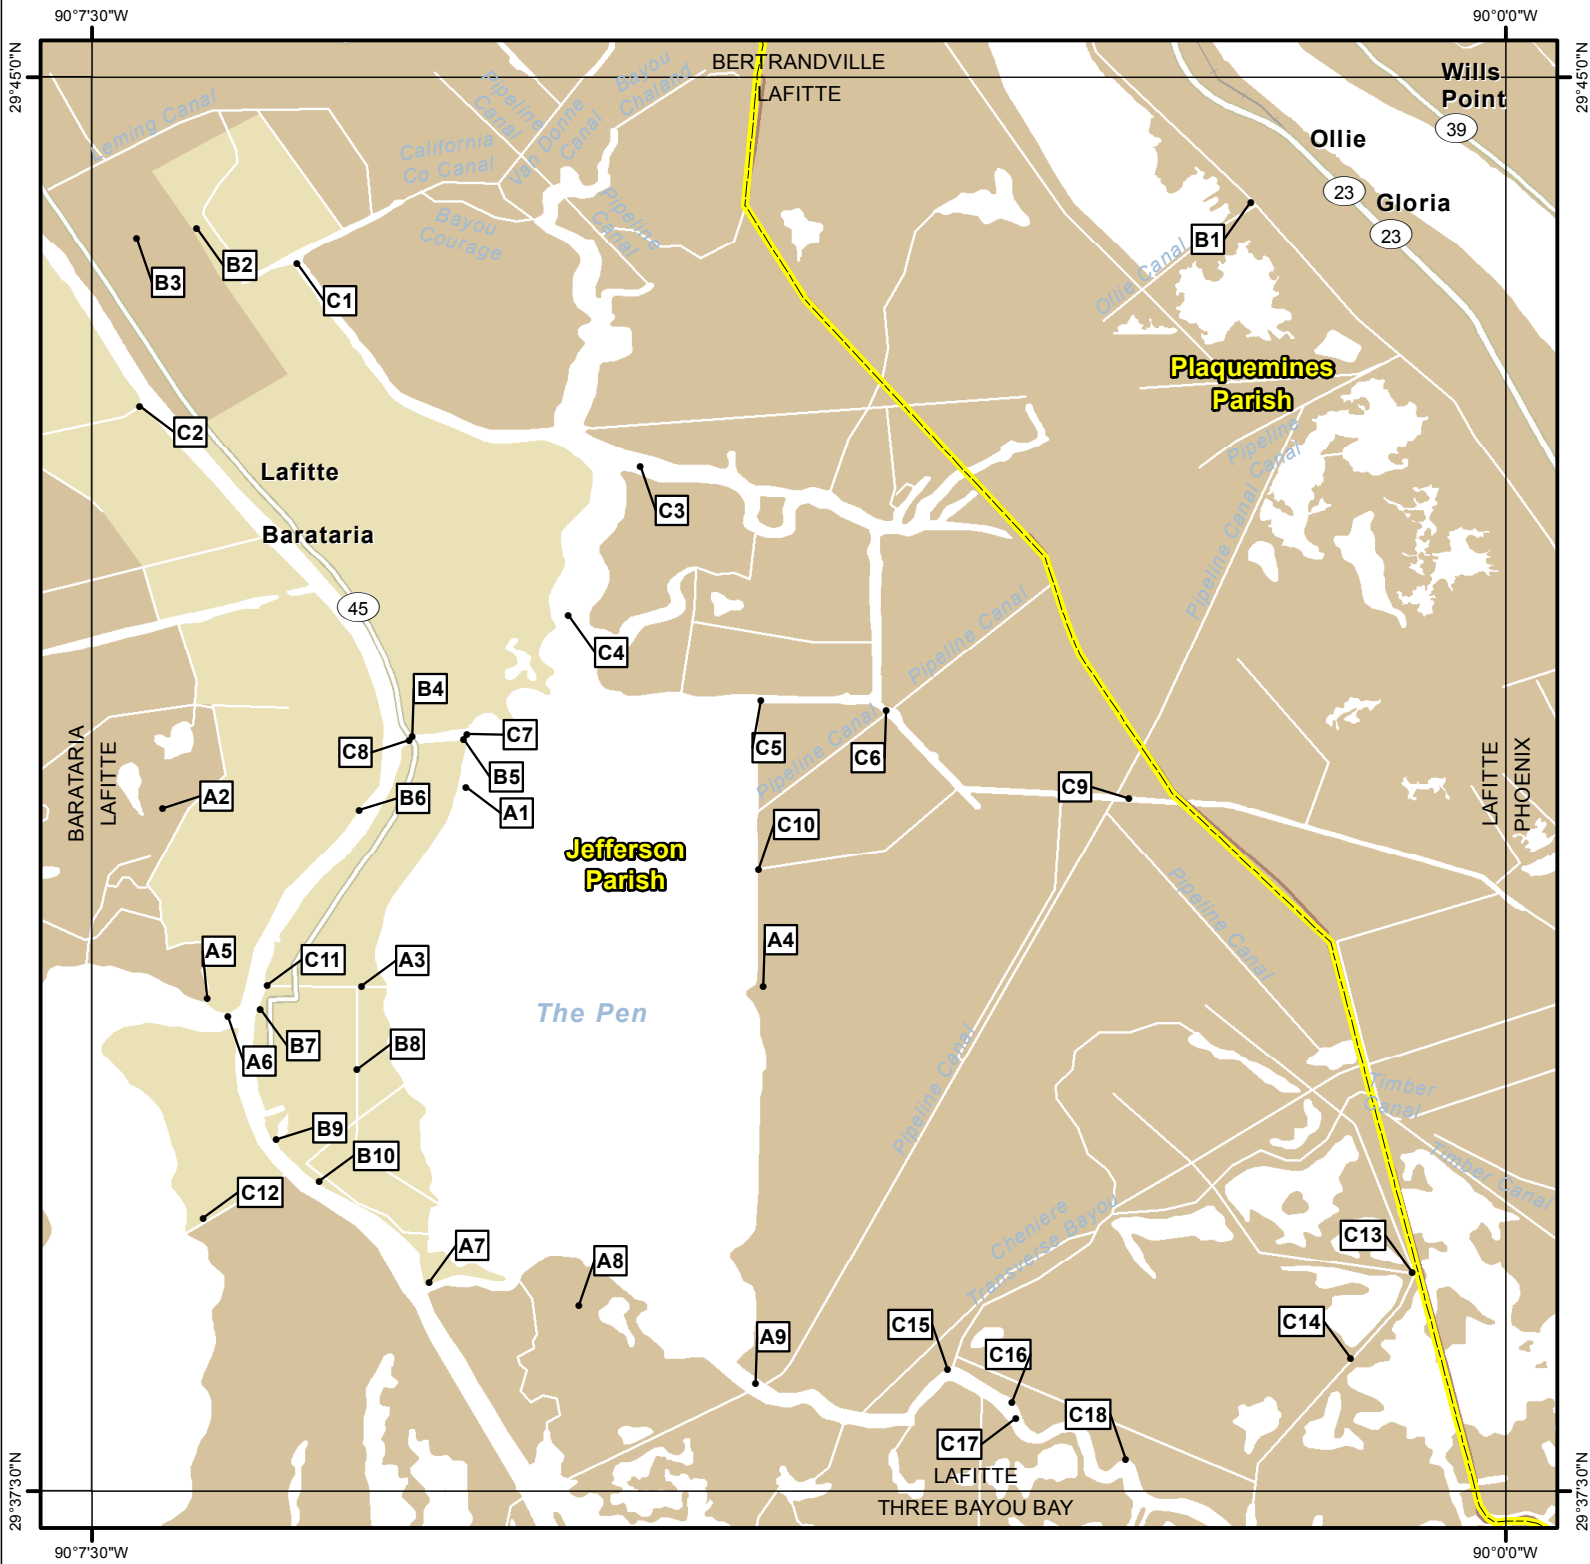 90°7'30"W
90°0'0"W
29°45'0"N
29°45'0"N
BERTRANDVILLE
LAFITTE
Wills
Point
39
Ollie
23
Gloria
23
Leming Canal
Pipeline
Canal
Van Donne
Canal
Bayou
Chaland
California
Co Canal
Bayou
Courage
Pipeline
Canal
B1
B2
B3
C1
Ollie Canal
Plaquemines
Parish
C2
Lafitte
Barataria
C3
Pipeline
Canal
Pipeline Canal
45
C4
Pipeline Canal
B4
C8
C7
B5
C5
C6
Pipeline Canal
A2
B6
A1
C9
C10
BARATARIA
LAFITTE
LAFITTE
PHOENIX
Jefferson
Parish
A5
C11
A3
A4
Pipeline Canal
The Pen
B7
A6
B8
Pipeline Canal
Timber
Canal
B9
B10
Timber Canal
C12
Cheniere
Transverse Bayou
A7
A8
C13
A9
C15
C16
C14
C17
C18
LAFITTE
THREE BAYOU BAY
29°37'30"N
29°37'30"N
90°7'30"W
90°0'0"W